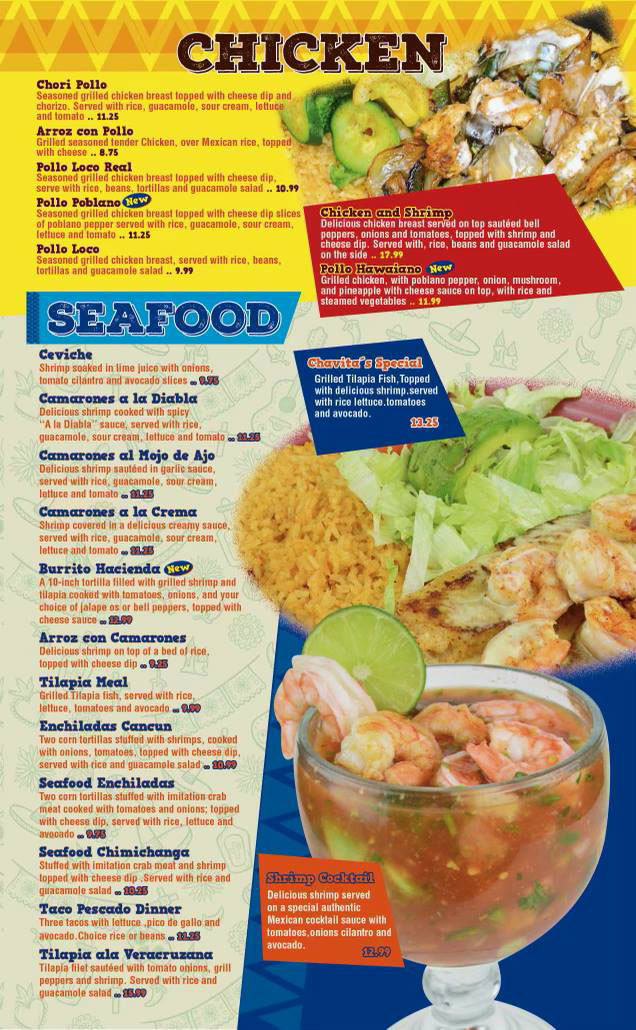 CHICKEN
Chori Pollo
Seasoned grilled chicken breast topped with cheese dip and
chorizo. Served with rice, guacamole, sour cream, lettuce
and tomato .. 11.25
Arroz con Pollo
Grilled seasoned tender Chicken, over Mexican rice, topped
with cheese .. 8.75
Pollo Loco Real
Seasoned grilled chicken breast topped with cheese dip,
serve with rice, beans, tortillas and guacamole salad .. 10.99
Pollo Poblano New
Seasoned grilled chicken breast topped with cheese dip slices
of poblano pepper served with rice, guacamole, sour cream,
lettuce and tomato .. 11.25
Pollo Loco
Seasoned grilled chicken breast, served with rice, beans,
tortillas and guacamole salad .. 9.99
Chicken and Shrimp
Delicious chicken breast served on top sautéed bell
peppers, onions and tomatoes, topped with shrimp and
cheese dip. Served with, rice, beans and guacamole salad
on the side .. 17.99
Pollo Hawaiano New
Grilled chicken, with poblano pepper, onion, mushroom,
and pineapple with cheese sauce on top, with rice and
steamed vegetables .. 11.99
SEAFOOD
Ceviche
Shrimp soaked in lime juice with onions,
tomato cilantro and avocado slices .. 9.75
Camarones a la Diabla
Delicious shrimp cooked with spicy
"A la Diabla" sauce, served with rice,
guacamole, sour cream, lettuce and tomato .. 11.25
Camarones al Mojo de Ajo
Delicious shrimp sautéed in garlic sauce,
served with rice, guacamole, sour cream,
lettuce and tomato .. 11.25
Camarones a la Crema
Shrimp covered in a delicious creamy sauce,
served with rice, guacamole, sour cream,
lettuce and tomato .. 11.25
Burrito Hacienda New
A 10-inch tortilla filled with grilled shrimp and
tilapia cooked with tomatoes, onions, and your
choice of jalape os or bell peppers, topped with
cheese sauce .. 12.99
Arroz con Camarones
Delicious shrimp on top of a bed of rice,
topped with cheese dip .. 9.25
Tilapia Meal
Grilled Tilapia fish, served with rice,
lettuce, tomatoes and avocado .. 9.99
Enchiladas Cancun
Two corn tortillas stuffed with shrimps, cooked
with onions, tomatoes, topped with cheese dip,
served with rice and guacamole salad .. 10.99
Seafood Enchiladas
Two corn tortillas stuffed with imitation crab
meat cooked with tomatoes and onions; topped
with cheese dip, served with rice, lettuce and
avocado .. 9.75
Seafood Chimichanga
Stuffed with imitation crab meat and shrimp
topped with cheese dip .Served with rice and
guacamole salad .. 10.25
Taco Pescado Dinner
Three tacos with lettuce ,pico de gallo and
avocado.Choice rice or beans .. 11.25
Tilapia ala Veracruzana
Tilapia filet sautéed with tomato onions, grill
peppers and shrimp. Served with rice and
guacamole salad .. 15.99
Chavita´s Special
Grilled Tilapia Fish,Topped
with delicious shrimp.served
with rice lettuce.tomatoes
and avocado.
13.25
Shrimp Cocktail
Delicious shrimp served
on a special authentic
Mexican cocktail sauce with
tomatoes,onions cilantro and
avocado.
12.99